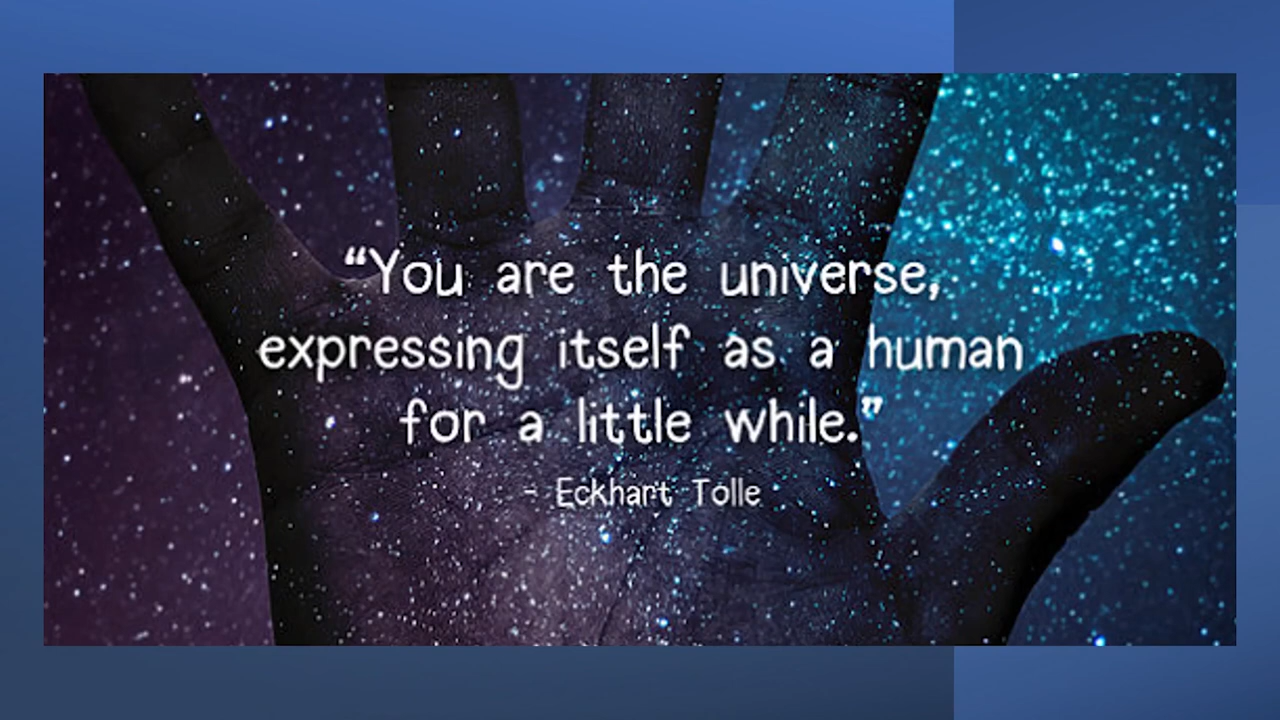 “You are the universe,
expressing itself as a human
for a little while.”
- Eckhart Tolle